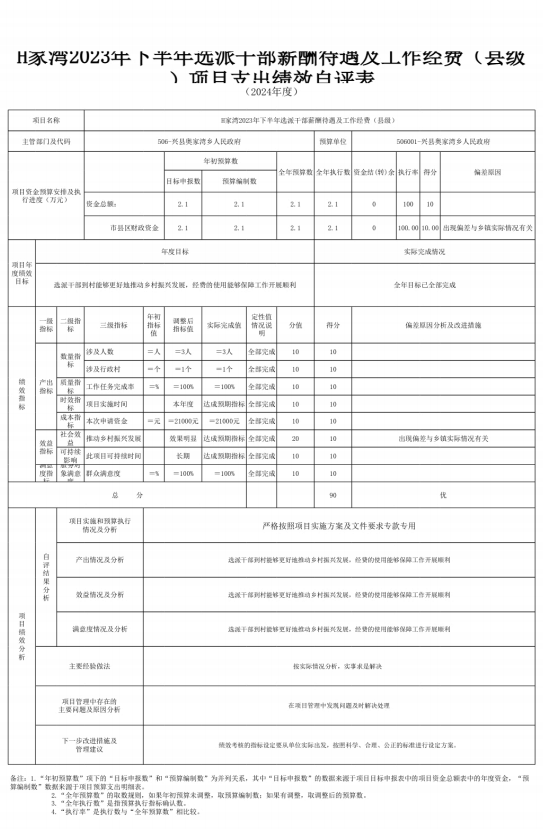 H家湾2023年下半年选派干部薪酬待遇及工作经费（县级
）项目支出绩效自评表
（2024年度）
项目名称 H家湾2023年下半年选派干部薪酬待遇及工作经费（县级）
主管部门及代码 506-兴县奥家湾乡人民政府 预算单位 506001-兴县奥家湾乡人民政府
项目资金预算安排及执行进度（万元） 年初预算数 全年预算数 全年执行数 资金结(转)余 执行率 得分 偏差原因
目标申报数 预算编制数
资金总额： 2.1 2.1 2.1 2.1 0 100 10
市县区财政资金 2.1 2.1 2.1 2.1 0 100.00 10.00 出现偏差与乡镇实际情况有关
项目年度绩效目标 年度目标 实际完成情况
选派干部到村能够更好地推动乡村振兴发展，经费的使用能够保障工作开展顺利 全年目标已全部完成
绩效指标 一级指标 二级指标 三级指标 年初指标值 调整后指标值 实际完成值 定性值情况说明 分值 得分 偏差原因分析及改进措施
产出指标 数量指标 涉及人数 =人 =3人 =3人 全部完成 10 10
涉及行政村 =个 =1个 =1个 全部完成 10 10
质量指标 工作任务完成率 =% =100% =100% 全部完成 10 10
时效指标 项目实施时间 本年度 达成预期指标 全部完成 10 10
成本指标 本次申请资金 =元 =21000元 =21000元 全部完成 10 10
效益指标 社会效益 推动乡村振兴发展 效果明显 达成预期指标 全部完成 20 10 出现偏差与乡镇实际情况有关
可持续影响 此项目可持续时间 长期 达成预期指标 全部完成 10 10
满意度指标 服务对象满意度 群众满意度 =% =100% =100% 全部完成 10 10
总 分 90 优
项目绩效分析 自评结果分析 项目实施和预算执行情况及分析 严格按照项目实施方案及文件要求专款专用
产出情况及分析 选派干部到村能够更好地推动乡村振兴发展，经费的使用能够保障工作开展顺利
效益情况及分析 选派干部到村能够更好地推动乡村振兴发展，经费的使用能够保障工作开展顺利
满意度情况及分析 选派干部到村能够更好地推动乡村振兴发展，经费的使用能够保障工作开展顺利
主要经验做法 按实际情况分析，实事求是解决
项目管理中存在的主要问题及原因分析 在项目管理中发现问题及时解决处理
下一步改进措施及管理建议 绩效考核的指标设定要从单位实际出发，按照科学、合理、公正的标准进行设定方案。
备注：1.“年初预算数”项下的“目标申报数”和“预算编制数”为并列关系，其中“目标申报数”的数据来源于项目目标申报表中的项目资金总额表中的年度资金，“预
算编制数”数据来源于项目预算支出明细表。
2.“全年预算数”的取数规则，如果年初预算未调整，取预算编制数；如果有调整，取调整后的预算数。
3.“全年执行数”是指预算执行指标确认数。
4.“执行率”是执行数与“全年预算数”相比较。